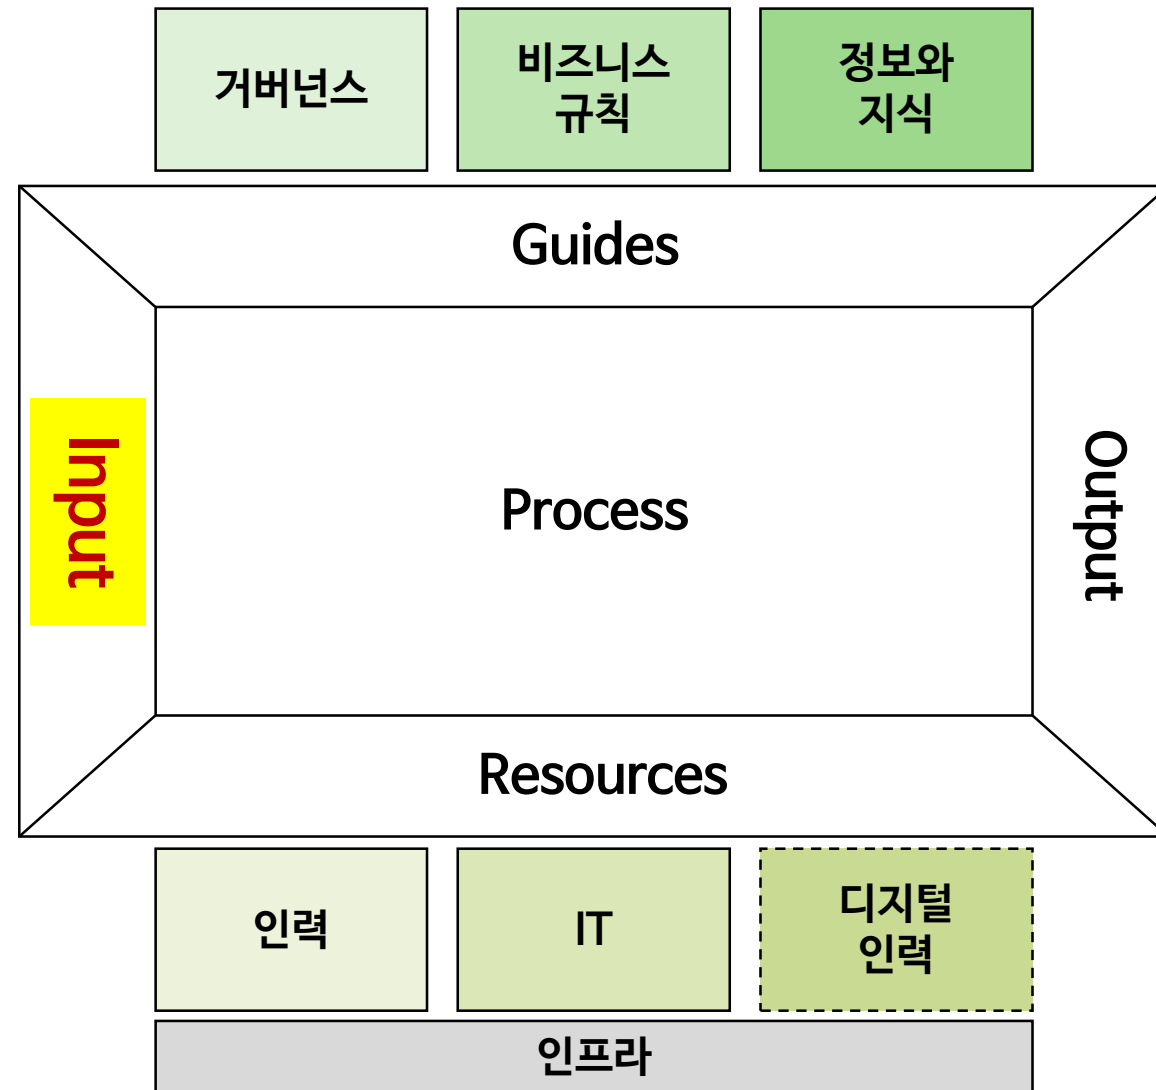 거버넌스
비즈니스
규칙
정보와
지식
Guides
Input
Process
Output
Resources
인력
IT
디지털
인력
인프라